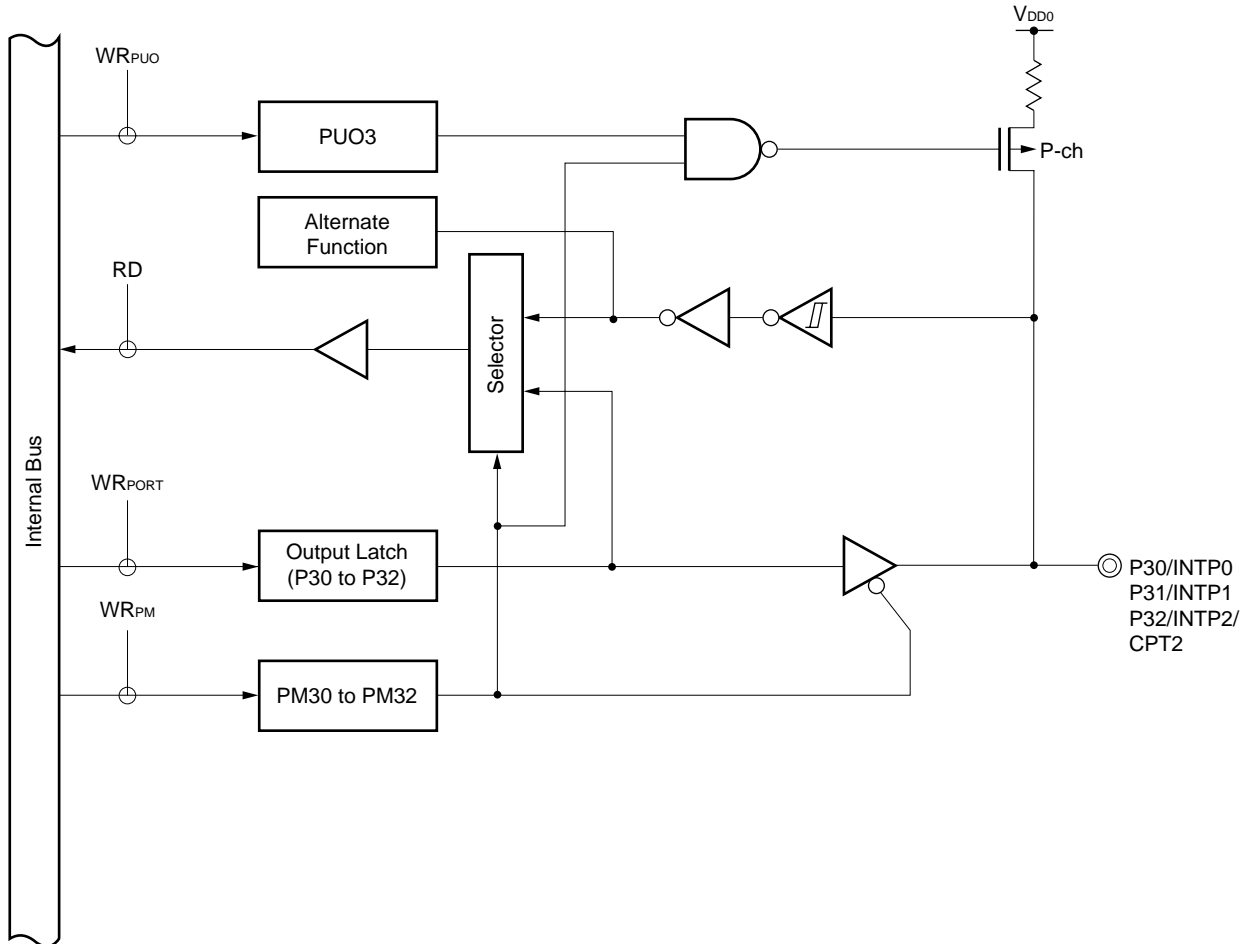 VDD0
WRPUO
PUO3
P-ch
Alternate
Function
RD
Selector
Internal Bus
WRPORT
Output Latch
(P30 to P32)
P30/INTP0
P31/INTP1
P32/INTP2/
CPT2
WRPM
PM30 to PM32